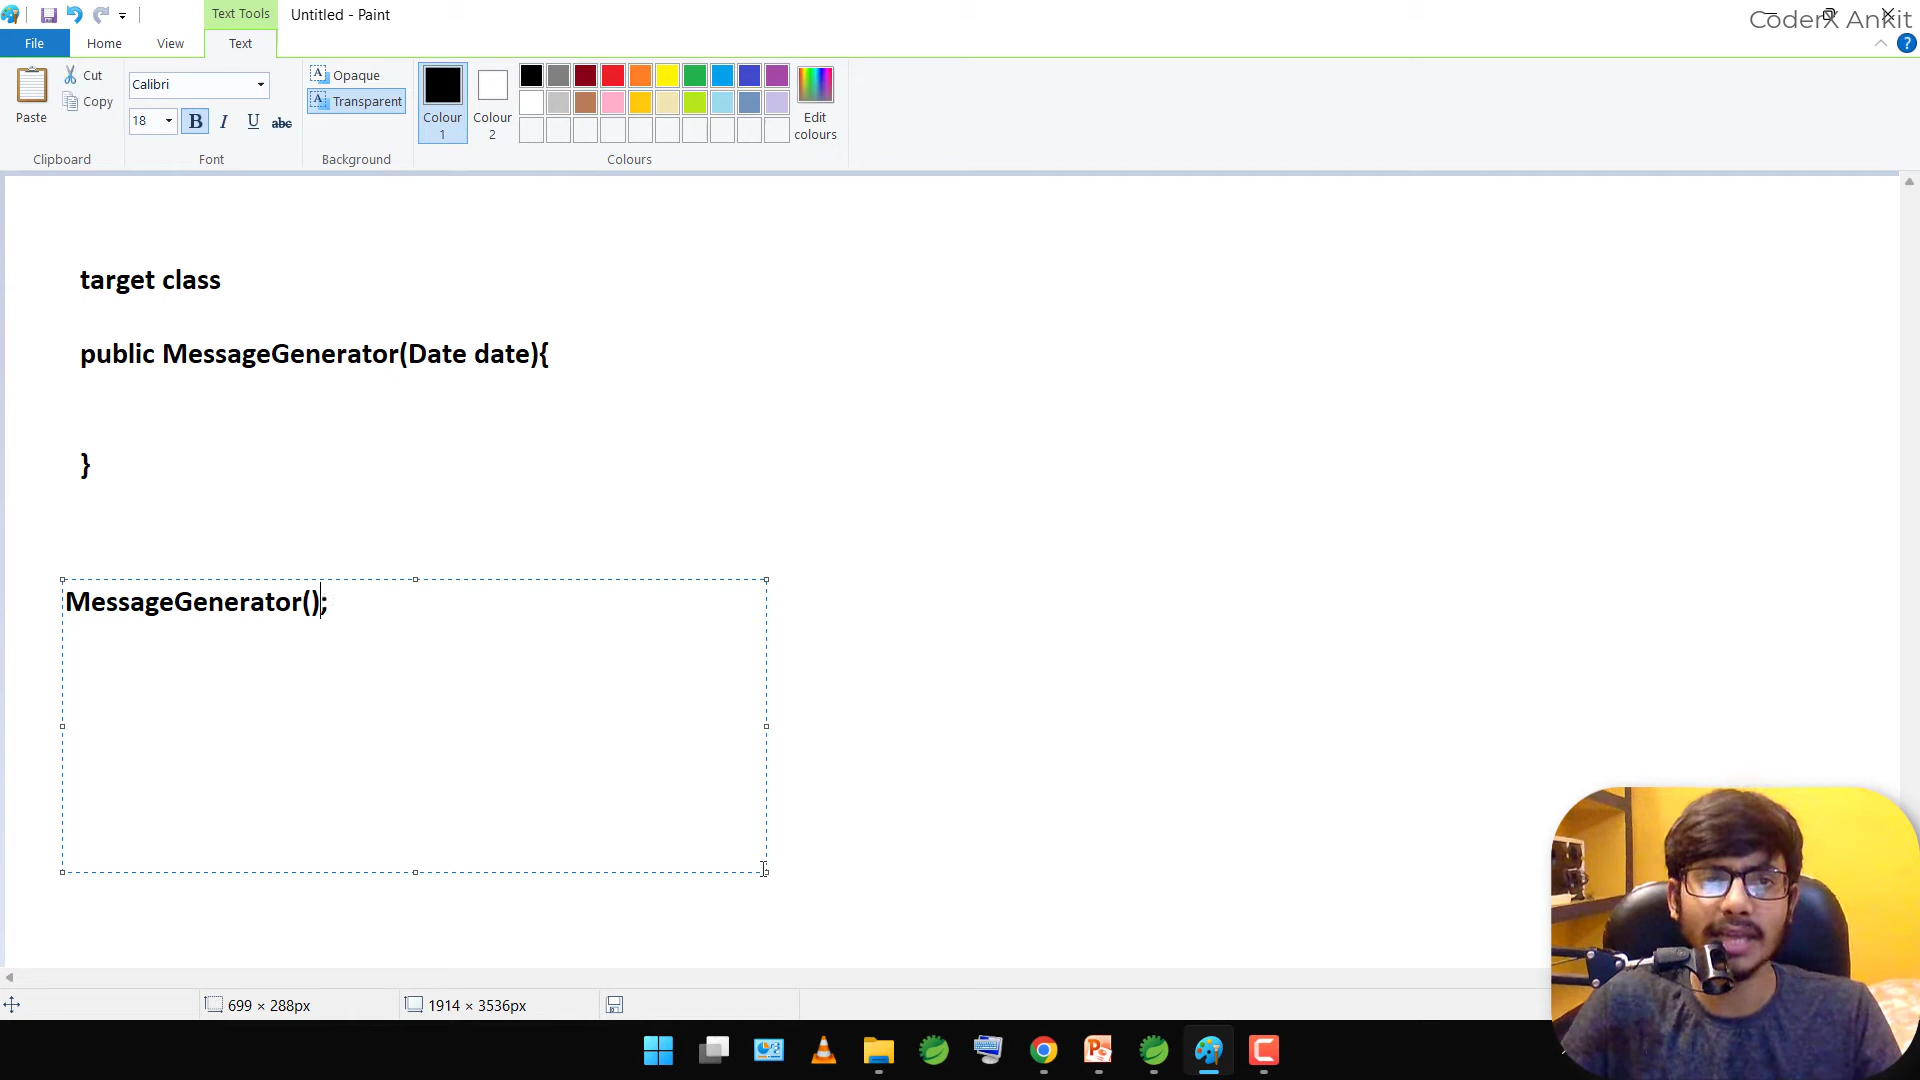 Text Tools
Untitled - Paint
CoderX Ankit
File
Home
View
Text
Paste
Cut
Copy
Clipboard
Calibri
18
B
I
U
abc
Font
Opaque
Transparent
Background
Colour
1
Colour
2
Edit
colours
Colours
target class
public MessageGenerator(Date date){
}
MessageGenerator();
699 × 288px
1914 × 3536px